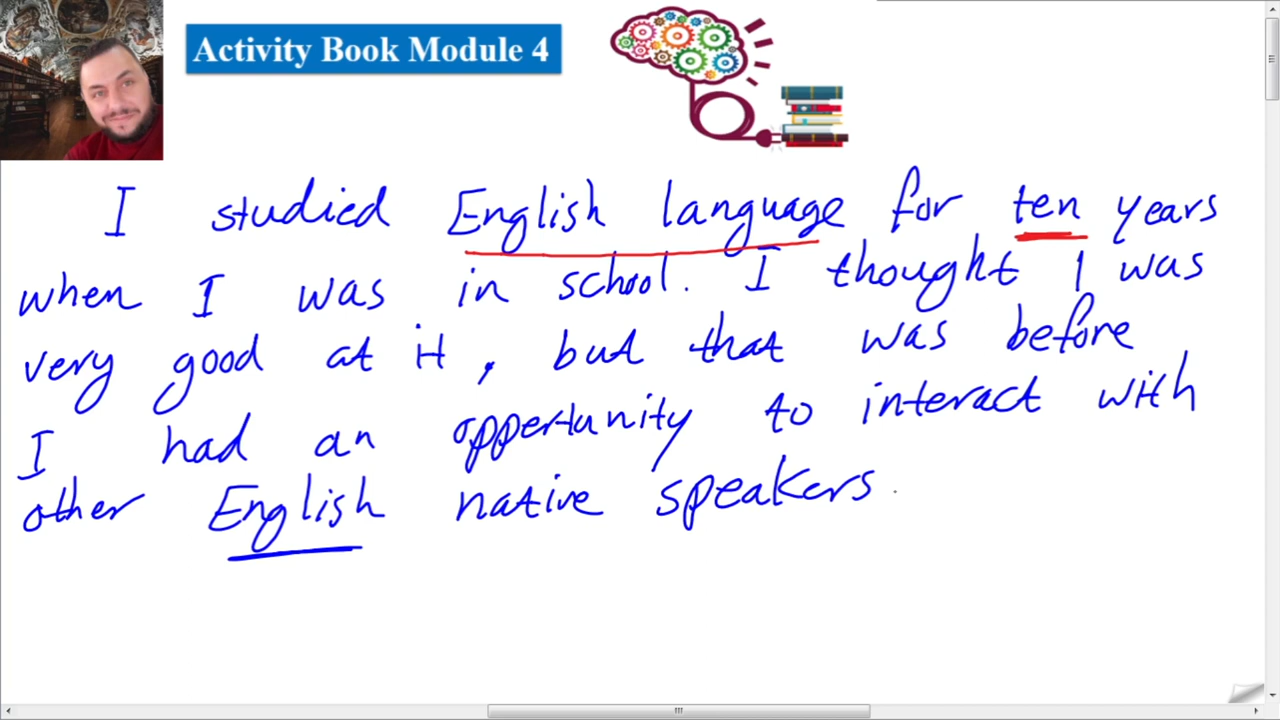 Activity Book Module 4
I studied English language for ten years
when I was in school. I thought I was
very good at it, but that was before
I had an oppertunity to interact with
other English native speakers.